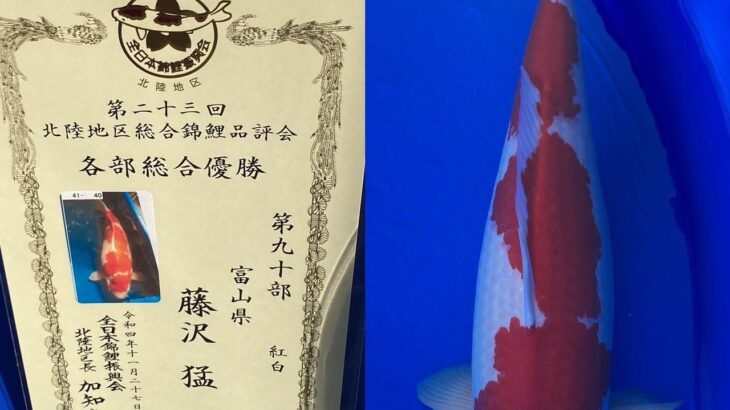 全日本錦鯉振興会
北陸地区
第二十三回
北陸地区総合錦鯉品評会
各部総合優勝
41- 40
第九十部 紅白
富山県
藤沢 猛
令和四年十一月二十七日
全日本錦鯉振興会
北陸地区長 加知